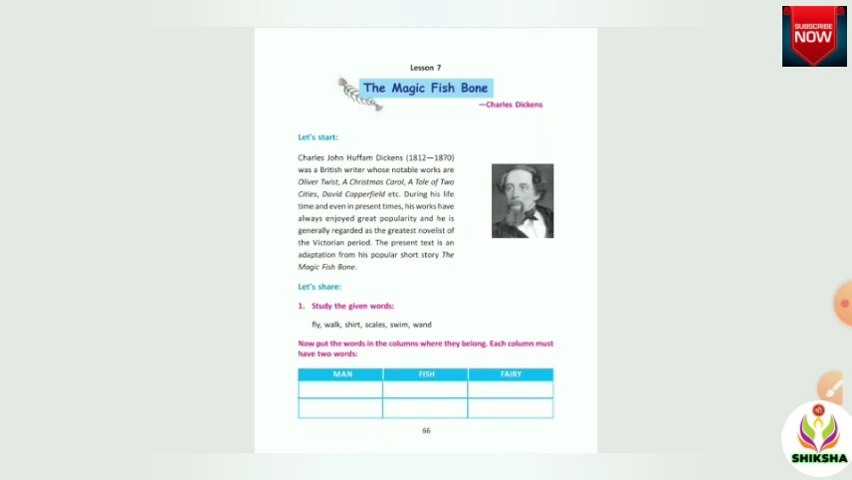 SUBSCRIBE
NOW
Lesson 7
The Magic Fish Bone
—Charles Dickens
Let's start:
Charles John Huffam Dickens (1812—1870)
was a British writer whose notable works are
Oliver Twist, A Christmas Carol, A Tale of Two
Cities, David Copperfield etc. During his life
time and even in present times, his works have
always enjoyed great popularity and he is
generally regarded as the greatest novelist of
the Victorian period. The present text is an
adaptation from his popular short story The
Magic Fish Bone.
Let's share:
1. Study the given words:
fly, walk, shirt, scales, swim, wand
Now put the words in the columns where they belong. Each column must
have two words:
MAN FISH FAIRY
66
श्री
SHIKSHA